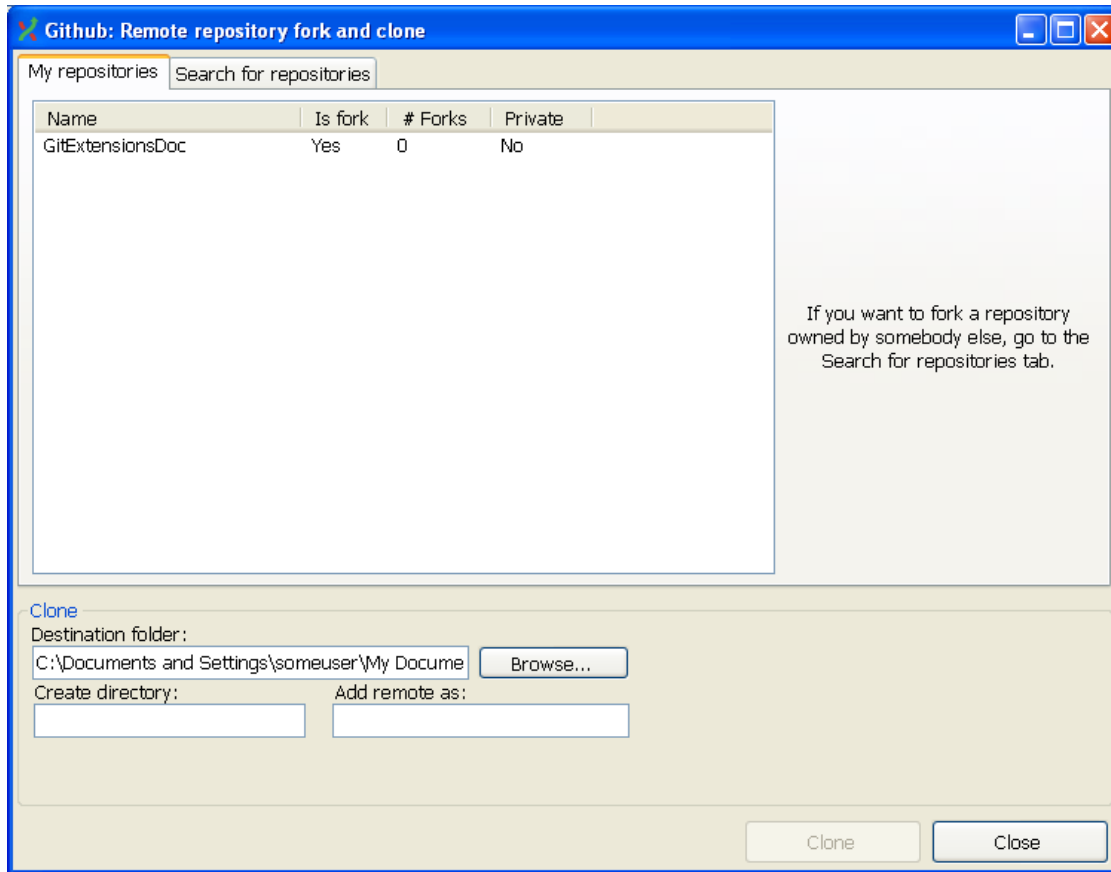 Github: Remote repository fork and clone
My repositories Search for repositories
Name Is fork # Forks Private
GitExtensionsDoc Yes 0 No
If you want to fork a repository
owned by somebody else, go to the
Search for repositories tab.
Clone
Destination folder:
C:\Documents and Settings\someuser\My Docume Browse...
Create directory: Add remote as:
Clone Close